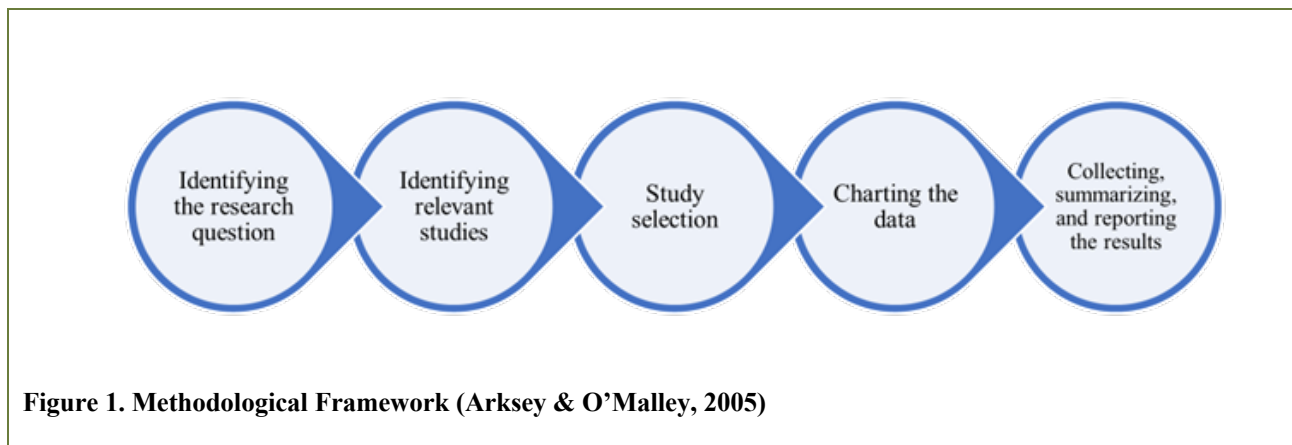 Identifying
the research
question
Identifying
relevant
studies
Study
selection
Charting the
data
Collecting,
summarizing,
and reporting
the results
Figure 1. Methodological Framework (Arksey & O’Malley, 2005)